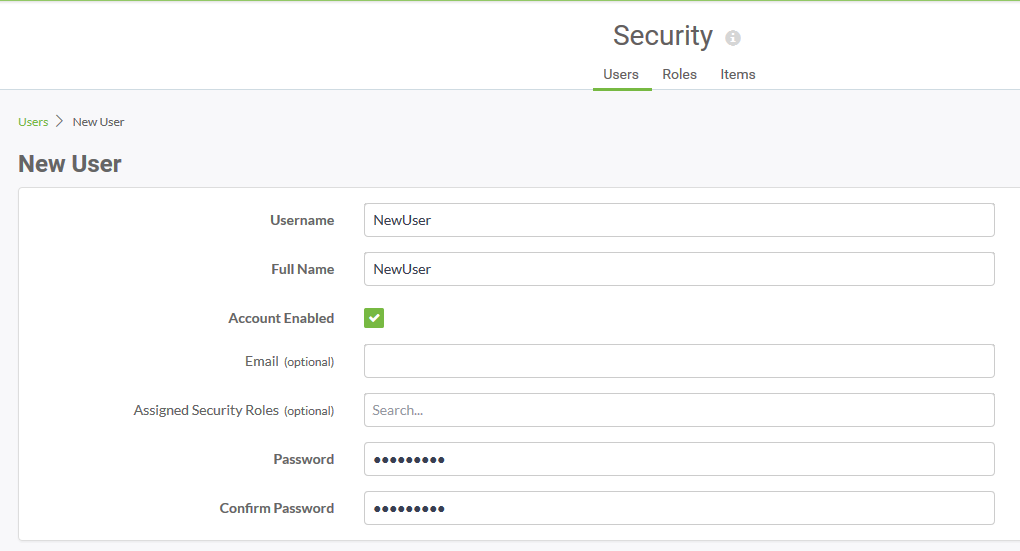 Security
Users Roles Items
Users > New User
New User
Username NewUser
Full Name NewUser
Account Enabled
Email (optional)
Assigned Security Roles (optional) Search...
Password •••••••••
Confirm Password •••••••••